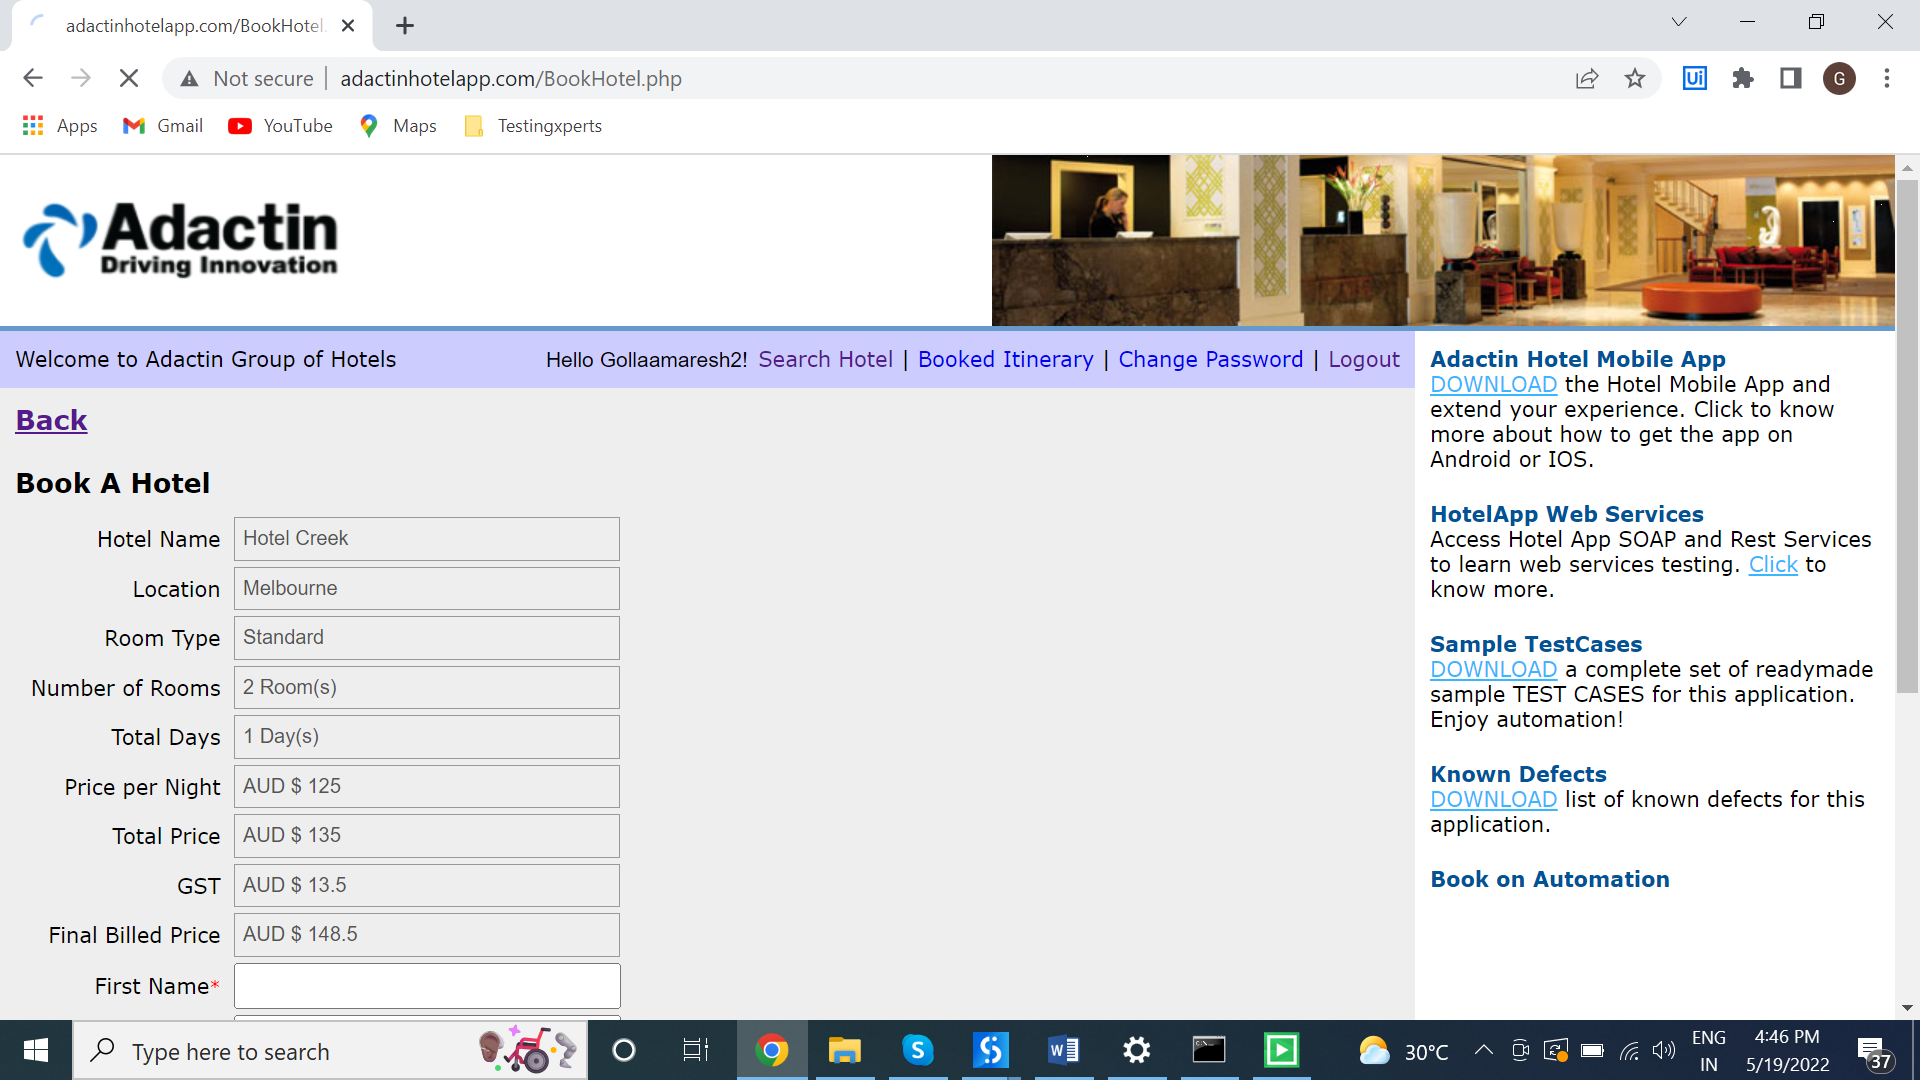 adactinhotelapp.com/BookHotel.
Not secure
adactinhotelapp.com/BookHotel.php
Ui
G
Apps
Gmail
YouTube
Maps
Testingxperts
Adactin
Driving Innovation
Welcome to Adactin Group of Hotels
Hello Gollaamaresh2! Search Hotel | Booked Itinerary | Change Password | Logout
Back
Book A Hotel
Hotel Name Hotel Creek
Location Melbourne
Room Type Standard
Number of Rooms 2 Room(s)
Total Days 1 Day(s)
Price per Night AUD $ 125
Total Price AUD $ 135
GST AUD $ 13.5
Final Billed Price AUD $ 148.5
First Name*
Adactin Hotel Mobile App
DOWNLOAD the Hotel Mobile App and
extend your experience. Click to know
more about how to get the app on
Android or IOS.
HotelApp Web Services
Access Hotel App SOAP and Rest Services
to learn web services testing. Click to
know more.
Sample TestCases
DOWNLOAD a complete set of readymade
sample TEST CASES for this application.
Enjoy automation!
Known Defects
DOWNLOAD list of known defects for this
application.
Book on Automation
Type here to search
30°C
ENG
IN
4:46 PM
5/19/2022
37